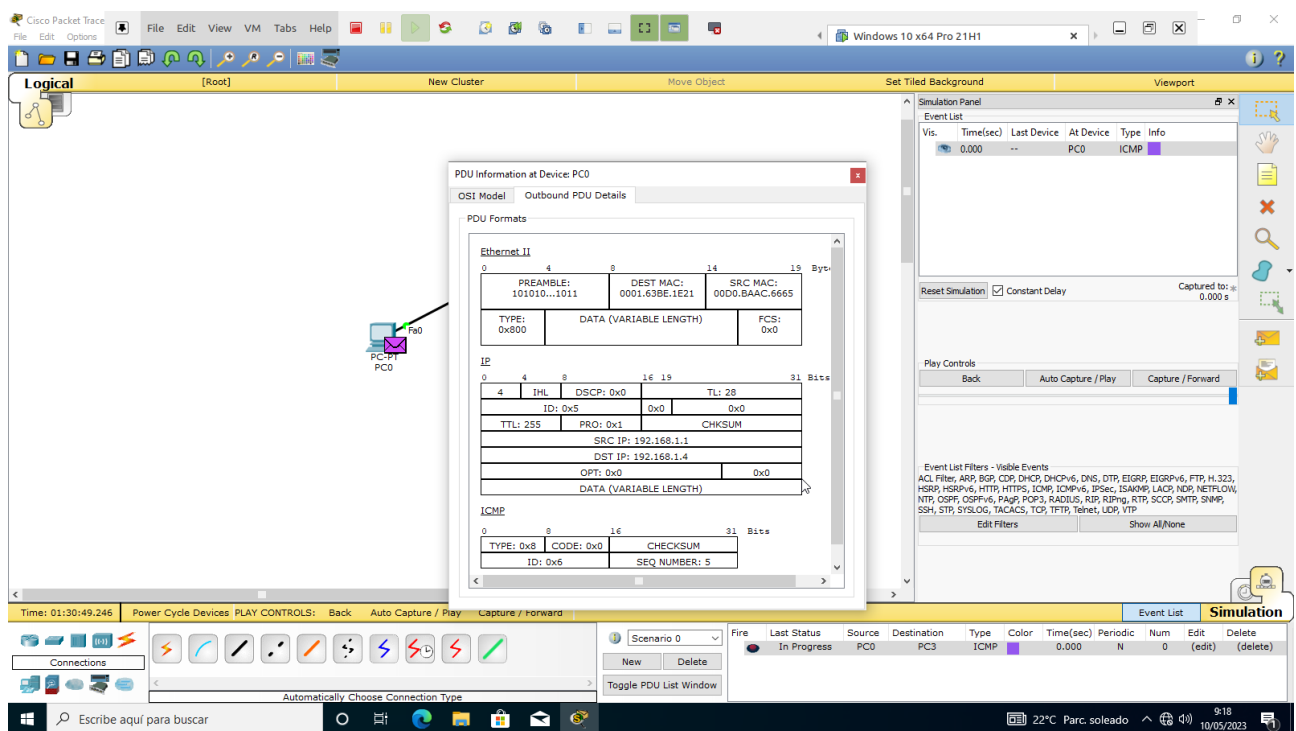 Cisco Packet Trace
File Edit View VM Tabs Help
Windows 10 x64 Pro 21H1
File Edit Options
Logical
[Root]
New Cluster
Move Object
Set Tiled Background
Viewport
Simulation Panel
Event List
Vis. Time(sec) Last Device At Device Type Info
0.000 -- PC0 ICMP
Reset Simulation Constant Delay
Captured to:
0.000 s
Play Controls
Back Auto Capture / Play Capture / Forward
Event List Filters - Visible Events
ACL Filter, ARP, BGP, CDP, DHCP, DHCPv6, DNS, DTP, EIGRP, EIGRPv6, FTP, H.323,
HSRP, HSRPv6, HTTP, HTTPS, ICMP, ICMPv6, IPSec, ISAKMP, LACP, NDP, NETFLOW,
NTP, OSPF, OSPFv6, PAgP, POP3, RADIUS, RIP, RIPng, RTP, SCCP, SMTP, SNMP,
SSH, STP, SYSLOG, TACACS, TCP, TFTP, Telnet, UDP, VTP
Edit Filters Show All/None
Fa0
PC-PT
PC0
PDU Information at Device: PC0
OSI Model Outbound PDU Details
PDU Formats
Ethernet II
0 4 8 14 19
PREAMBLE: DEST MAC: SRC MAC:
101010...1011 0001.63BE.1E21 00D0.BAAC.6665
TYPE: DATA (VARIABLE LENGTH) FCS:
0x800 0x0
IP
0 4 8 16 19 31 Bits
4 IHL DSCP: 0x0 TL: 28
ID: 0x5 0x0 0x0
TTL: 255 PRO: 0x1 CHKSUM
SRC IP: 192.168.1.1
DST IP: 192.168.1.4
OPT: 0x0 0x0
DATA (VARIABLE LENGTH)
ICMP
0 8 16 31 Bits
TYPE: 0x8 CODE: 0x0 CHECKSUM
ID: 0x6 SEQ NUMBER: 5
Time: 01:30:49.246 Power Cycle Devices PLAY CONTROLS: Back Auto Capture / Play Capture / Forward
Event List Simulation
Connections
Automatically Choose Connection Type
Scenario 0
New Delete
Toggle PDU List Window
Fire Last Status Source Destination Type Color Time(sec) Periodic Num Edit Delete
In Progress PC0 PC3 ICMP 0.000 N 0 (edit) (delete)
Escribe aquí para buscar
22°C Parc. soleado
9:18
10/05/2023